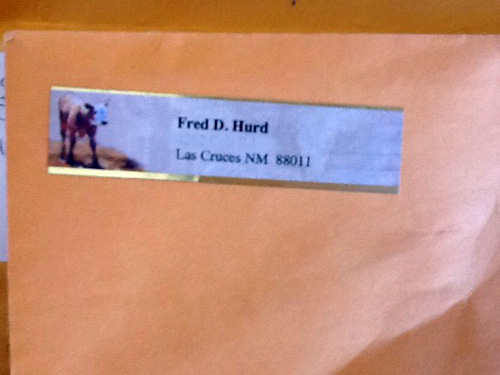 Fred D. Hurd
Las Cruces NM 88011